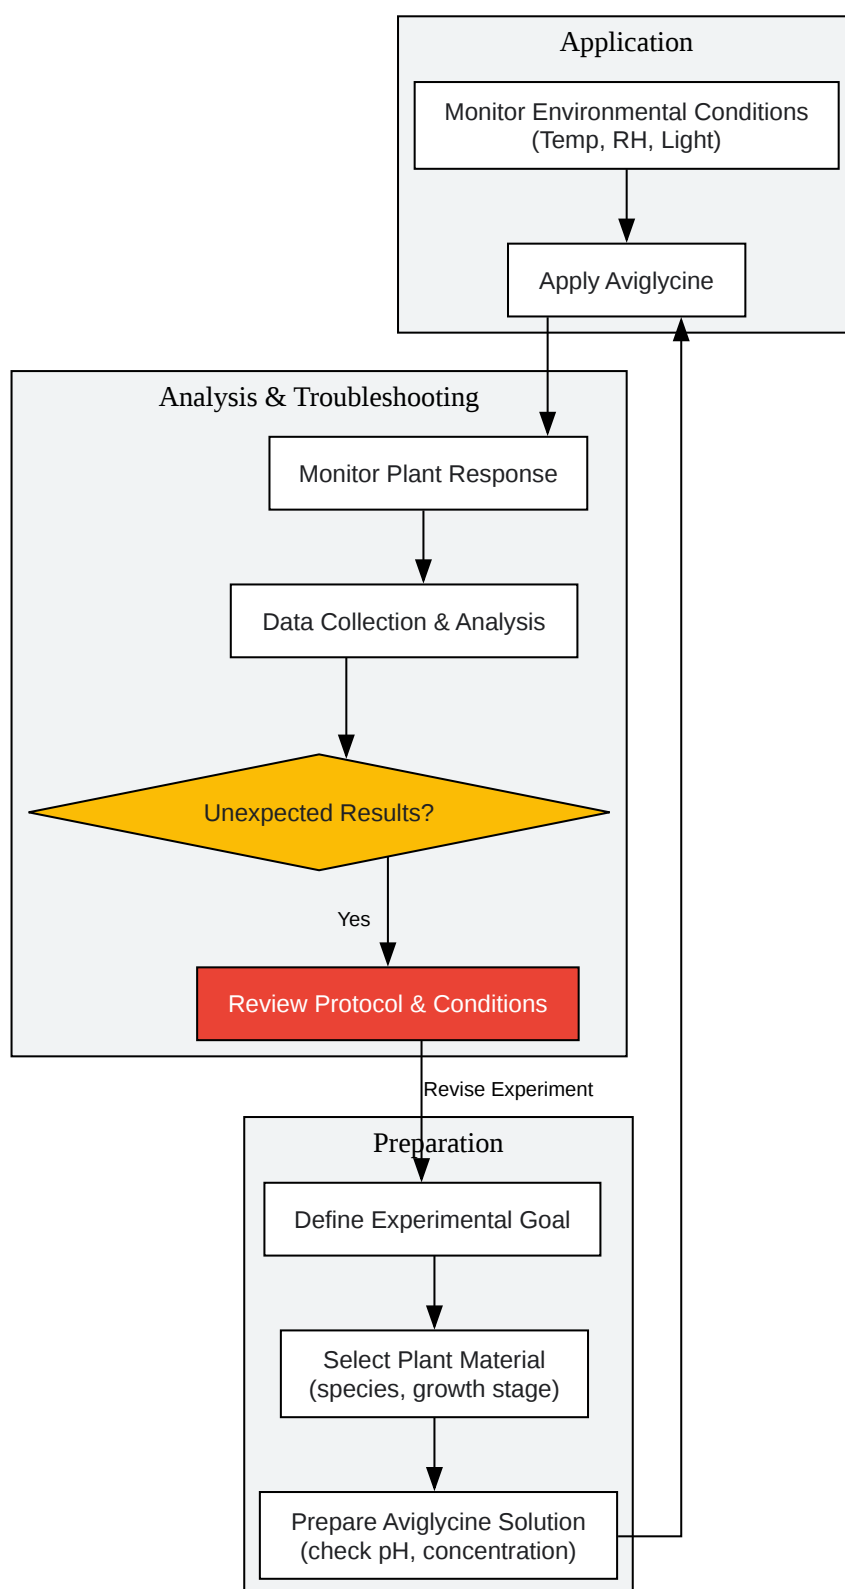 Application
Monitor Environmental Conditions
(Temp, RH, Light)
Apply Aviglycine
Analysis & Troubleshooting
Monitor Plant Response
Data Collection & Analysis
Unexpected Results?
Yes
Review Protocol & Conditions
Revise Experiment
Preparation
Define Experimental Goal
Select Plant Material
(species, growth stage)
Prepare Aviglycine Solution
(check pH, concentration)